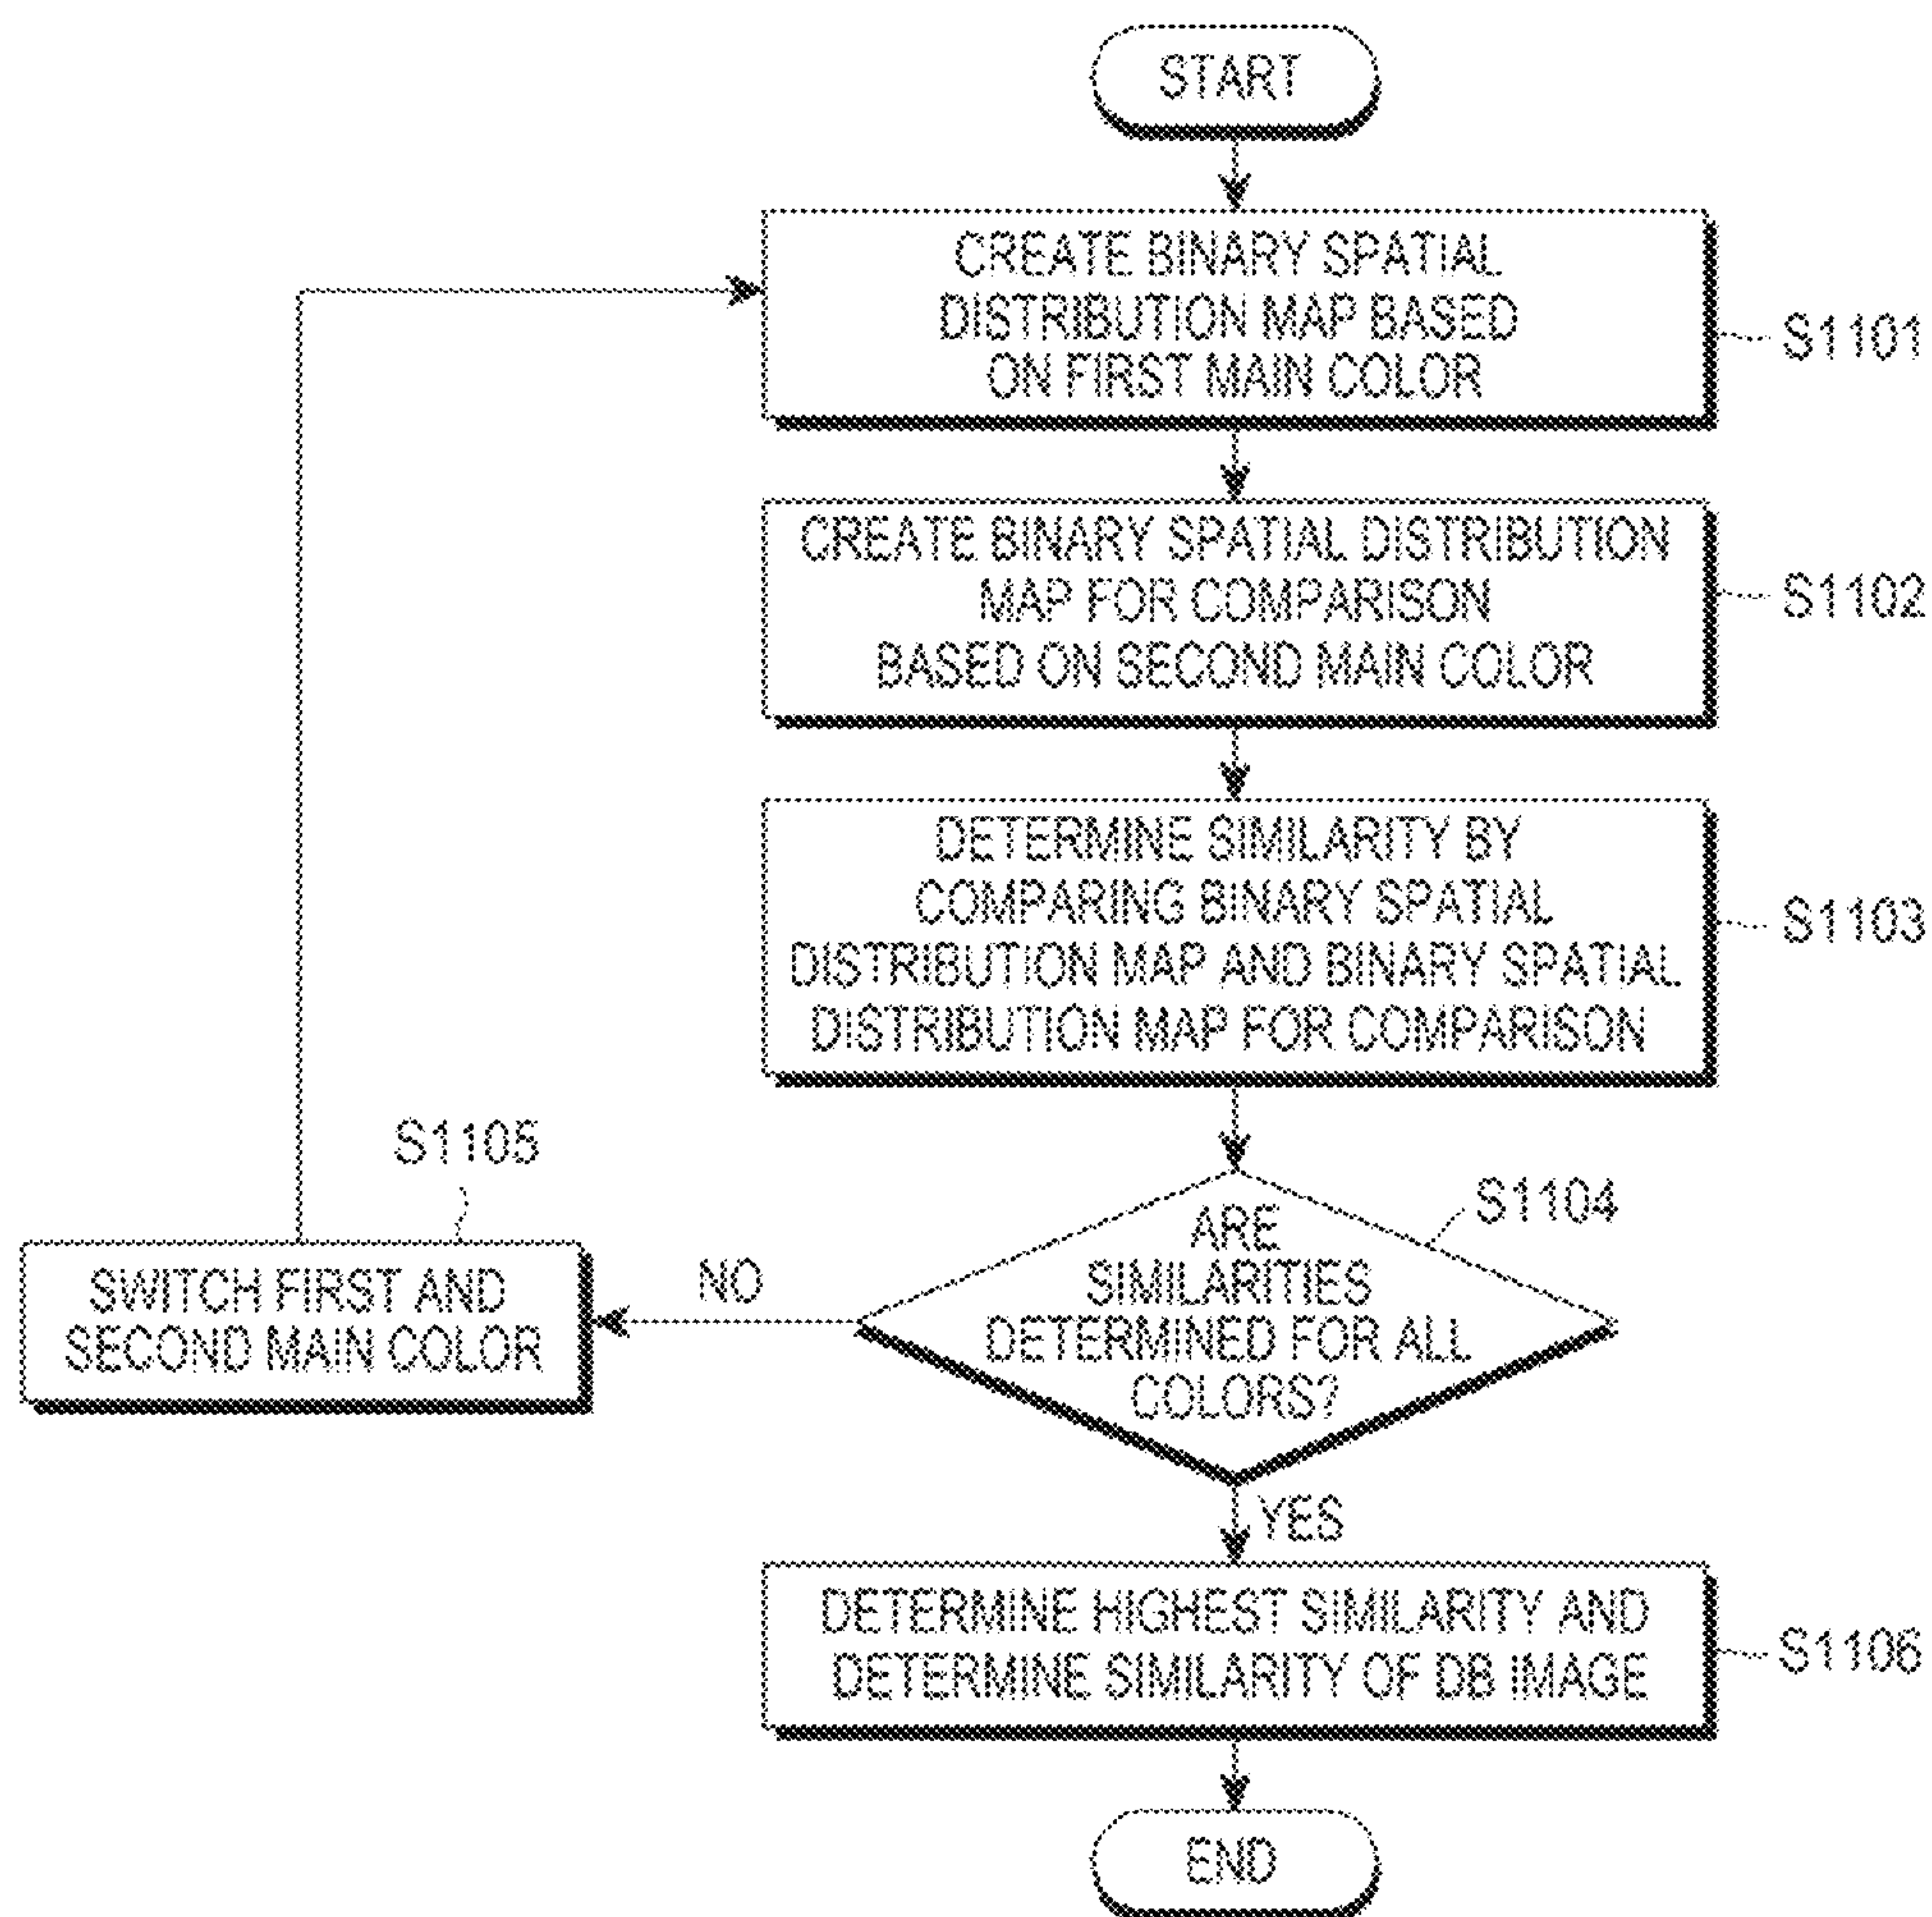 START
CREATE BINARY SPATIAL
DISTRIBUTION MAP BASED
ON FIRST MAIN COLOR
S1101
CREATE BINARY SPATIAL DISTRIBUTION
MAP FOR COMPARISON
BASED ON SECOND MAIN COLOR
S1102
DETERMINE SIMILARITY BY
COMPARING BINARY SPATIAL
DISTRIBUTION MAP AND BINARY SPATIAL
DISTRIBUTION MAP FOR COMPARISON
S1103
ARE
SIMILARITIES
DETERMINED FOR ALL
COLORS?
S1104
NO
S1105
SWITCH FIRST AND
SECOND MAIN COLOR
YES
DETERMINE HIGHEST SIMILARITY AND
DETERMINE SIMILARITY OF DB IMAGE
S1106
END